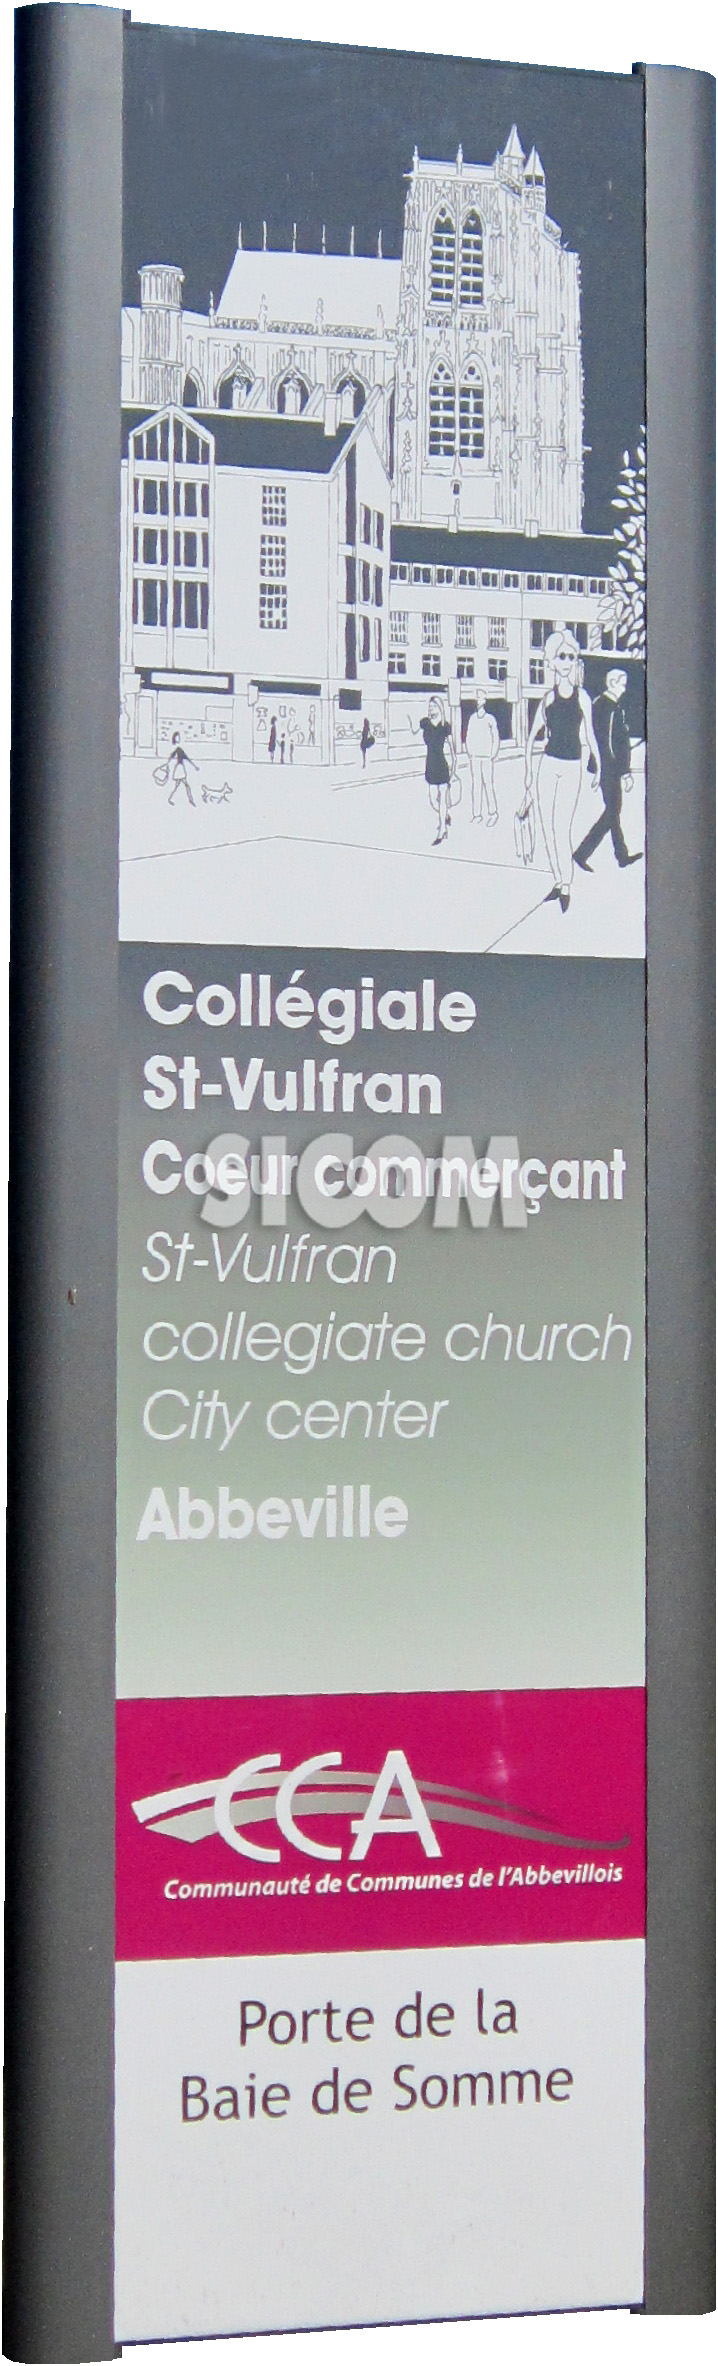 Collégiale
St-Vulfran
Coeur commerçant
SICOM
St-Vulfran
collegiate church
City center
Abbeville
CCA
Communauté de Communes de l'Abbevillois
Porte de la
Baie de Somme